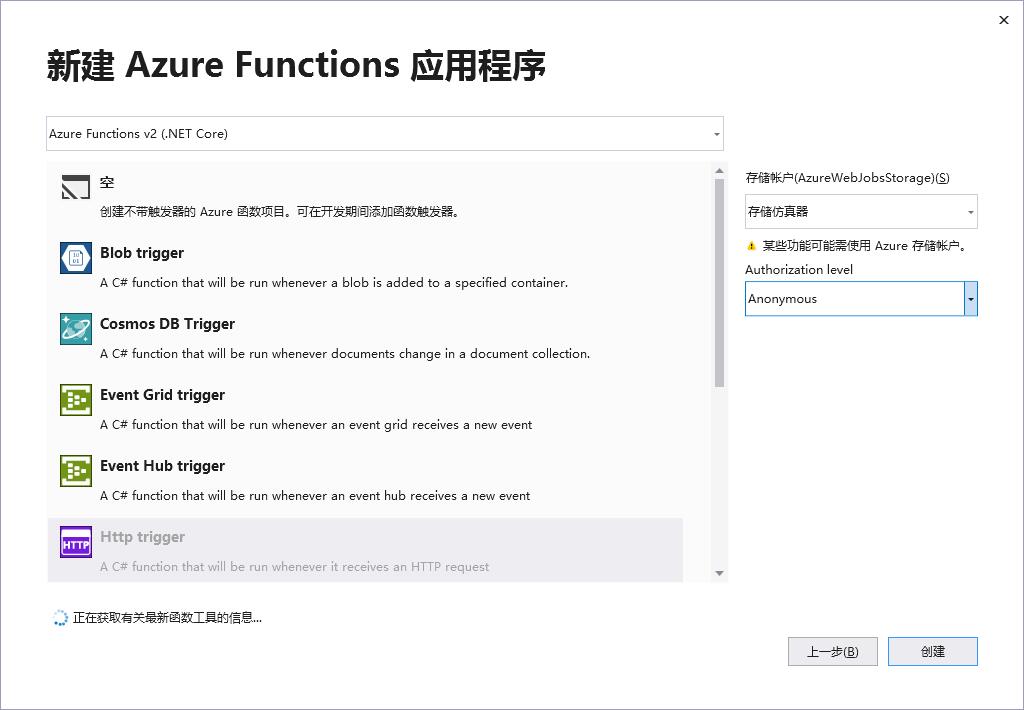 新建 Azure Functions 应用程序
Azure Functions v2 (.NET Core)
空
创建不带触发器的 Azure 函数项目。可在开发期间添加函数触发器。
Blob trigger
A C# function that will be run whenever a blob is added to a specified container.
Cosmos DB Trigger
A C# function that will be run whenever documents change in a document collection.
Event Grid trigger
A C# function that will be run whenever an event grid receives a new event
Event Hub trigger
A C# function that will be run whenever an event hub receives a new event
HTTP
Http trigger
A C# function that will be run whenever it receives an HTTP request
存储帐户(AzureWebJobsStorage)(S)
存储仿真器
某些功能可能需使用 Azure 存储帐户。
Authorization level
Anonymous
正在获取有关最新函数工具的信息...
上一步(B)
创建